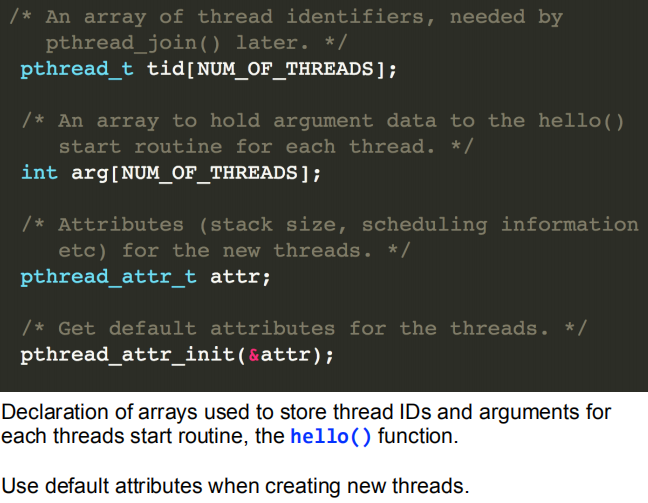 /* An array of thread identifiers, needed by
pthread_join() later. */
pthread_t tid[NUM_OF_THREADS];
/* An array to hold argument data to the hello()
start routine for each thread. */
int arg[NUM_OF_THREADS];
/* Attributes (stack size, scheduling information
etc) for the new threads. */
pthread_attr_t attr;
/* Get default attributes for the threads. */
pthread_attr_init(&attr);
Declaration of arrays used to store thread IDs and arguments for
each threads start routine, the hello() function.
Use default attributes when creating new threads.